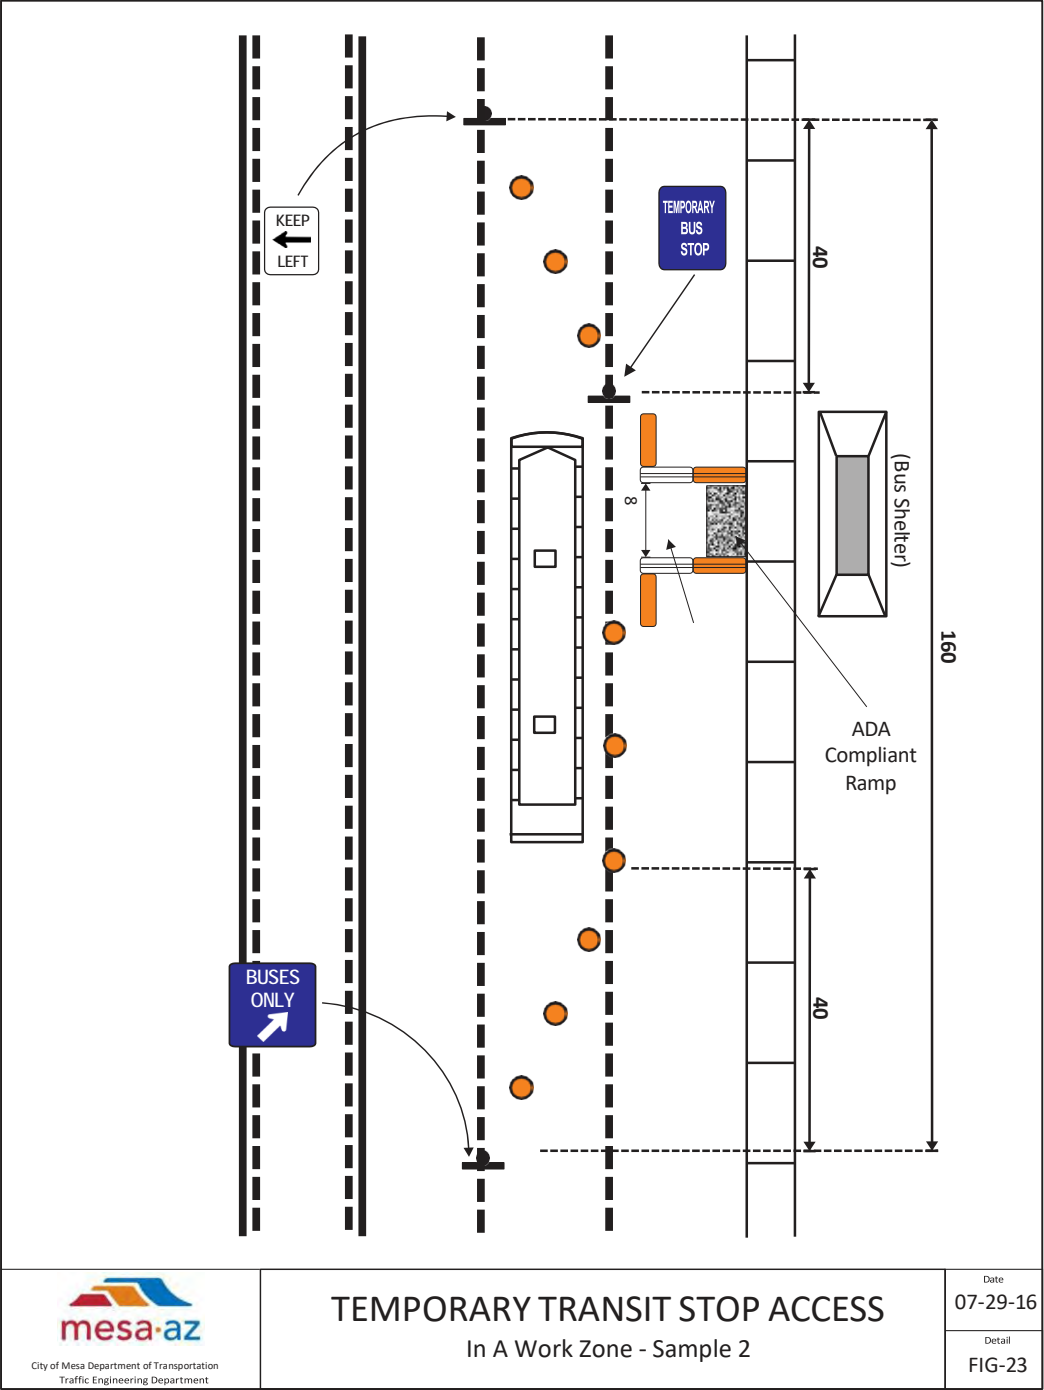 KEEP
LEFT
TEMPORARY
BUS
STOP
40
(Bus Shelter)
8
160
ADA
Compliant
Ramp
BUSES
ONLY
40
mesa·az
City of Mesa Department of Transportation
Traffic Engineering Department
TEMPORARY TRANSIT STOP ACCESS
In A Work Zone - Sample 2
Date
07-29-16
Detail
FIG-23